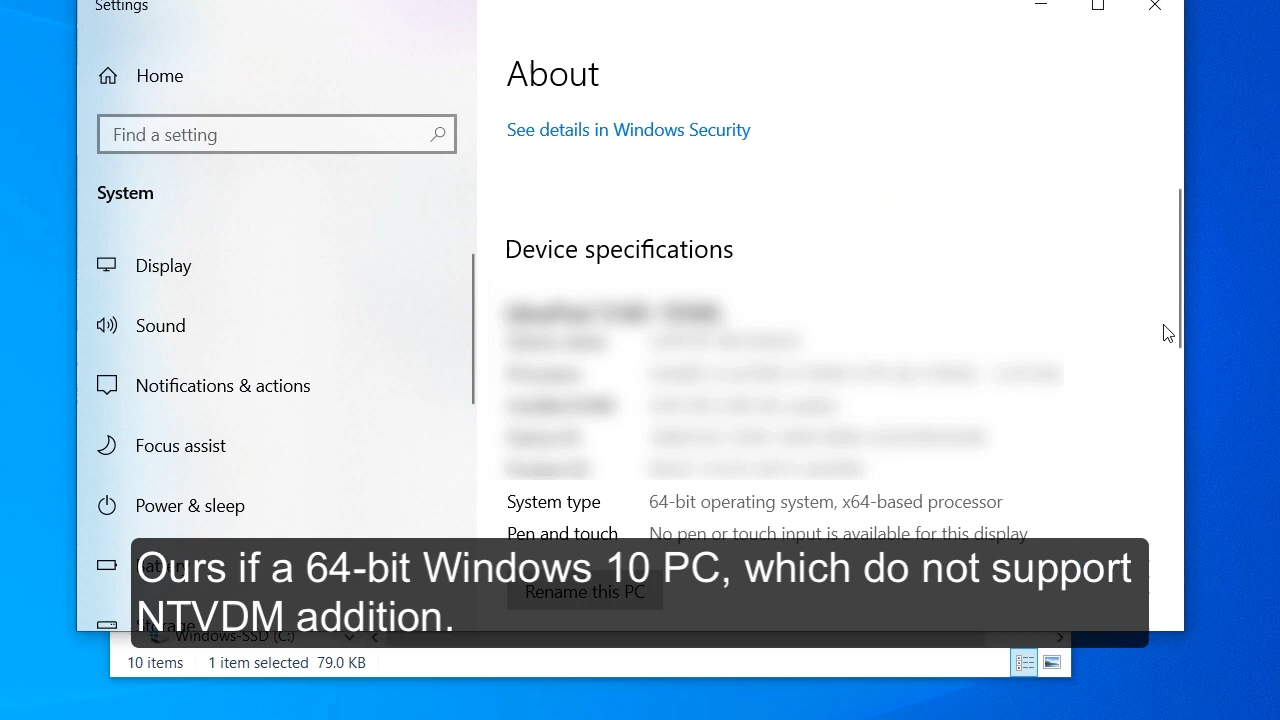 Settings
Home
Find a setting
System
Display
Sound
Notifications & actions
Focus assist
Power & sleep
Storage
About
See details in Windows Security
Device specifications
System type 64-bit operating system, x64-based processor
Pen and touch No pen or touch input is available for this display
Rename this PC
Ours if a 64-bit Windows 10 PC, which do not support
NTVDM addition.
Windows-SSD (C:)
10 items 1 item selected 79.0 KB